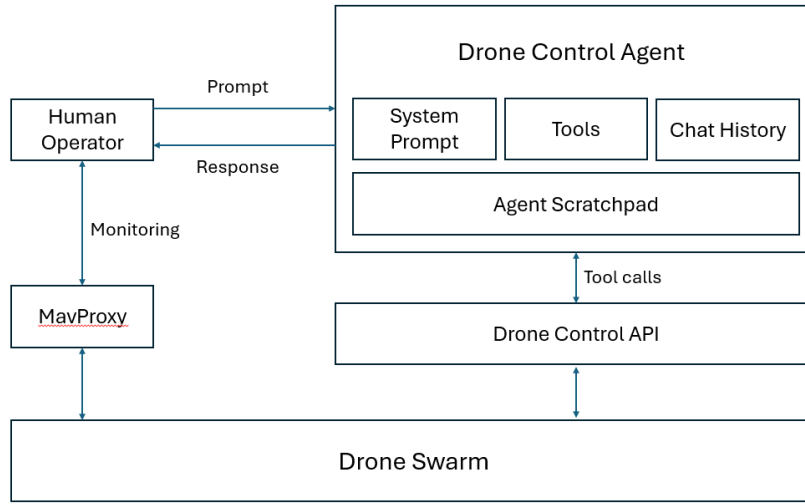 Drone Control Agent
Prompt
Human
Operator
System
Prompt
Tools
Chat History
Response
Agent Scratchpad
Monitoring
Tool calls
MavProxy
Drone Control API
Drone Swarm